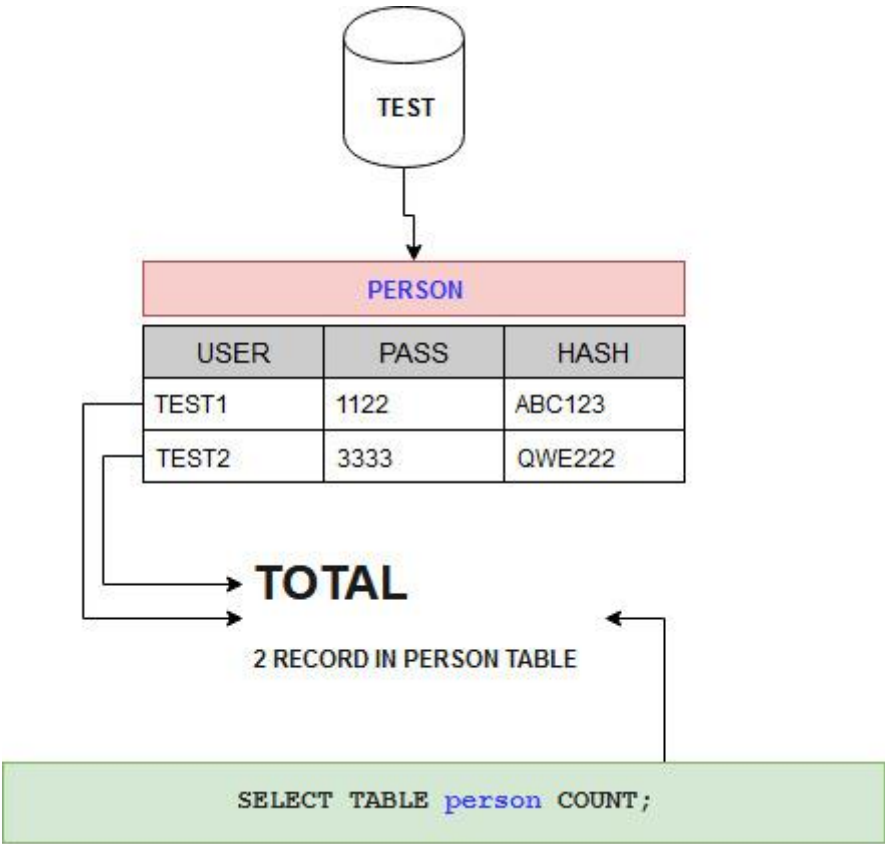 TEST
PERSON
USER PASS HASH
TEST1 1122 ABC123
TEST2 3333 QWE222
TOTAL
2 RECORD IN PERSON TABLE
SELECT TABLE person COUNT;